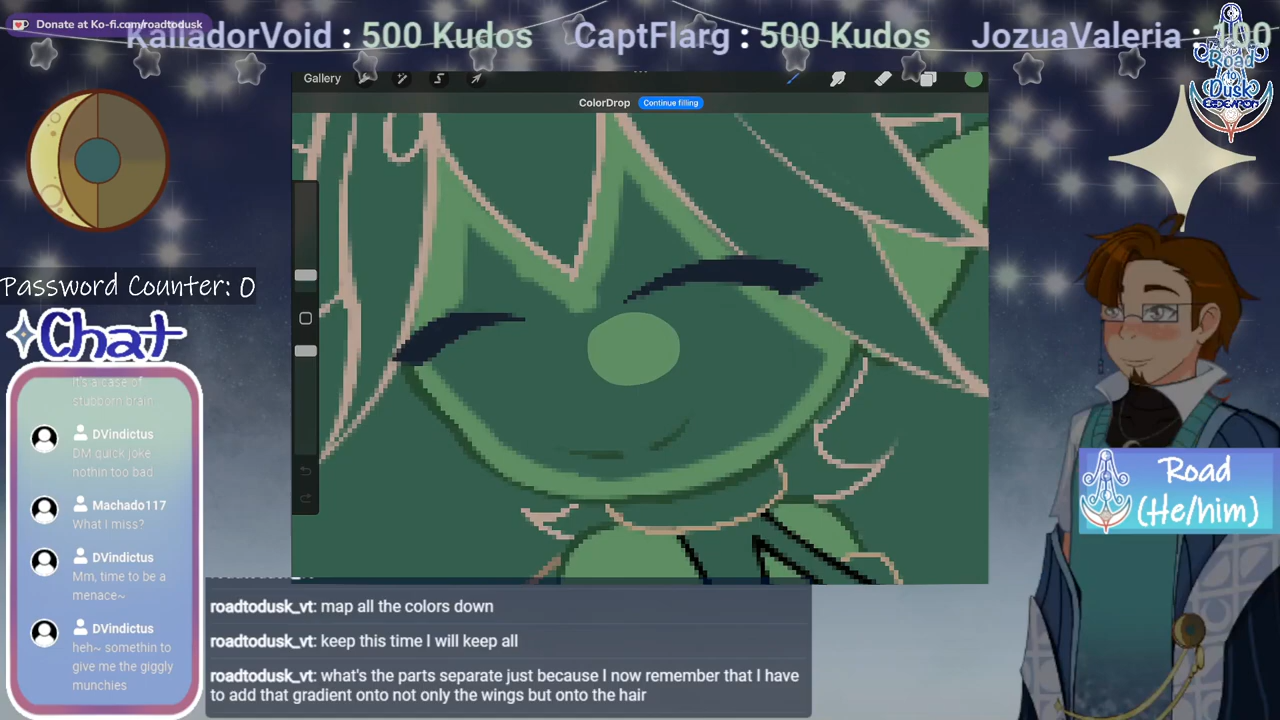 Donate at Ko-fi.com/roadtodusk
KalladorVoid : 500 Kudos CaptFlarg : 500 Kudos JozuaValeria : 100
Road
to
Dusk
Gallery
ColorDrop Continue filling
Password Counter: 0
Chat
It's a case of
stubborn brain
DVindictus
DM quick joke
nothin too bad
Machado117
What I miss?
DVindictus
Mm, time to be a
menace~
DVindictus
heh~ somethin to
give me the giggly
munchies
roadtodusk_vt: map all the colors down
roadtodusk_vt: keep this time I will keep all
roadtodusk_vt: what's the parts separate just because I now remember that I have
to add that gradient onto not only the wings but onto the hair
Road
(He/him)